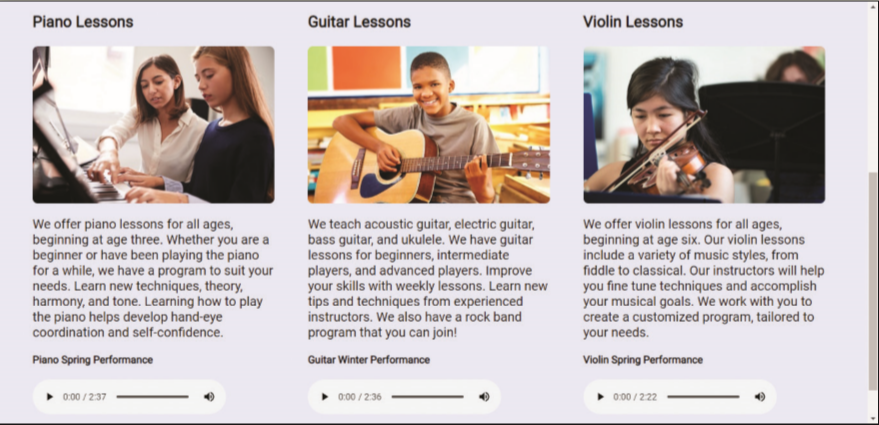 Piano Lessons
We offer piano lessons for all ages,
beginning at age three. Whether you are a
beginner or have been playing the piano
for a while, we have a program to suit your
needs. Learn new techniques, theory,
harmony, and tone. Learning how to play
the piano helps develop hand-eye
coordination and self-confidence.
Piano Spring Performance
0:00 / 2:37
Guitar Lessons
We teach acoustic guitar, electric guitar,
bass guitar, and ukulele. We have guitar
lessons for beginners, intermediate
players, and advanced players. Improve
your skills with weekly lessons. Learn new
tips and techniques from experienced
instructors. We also have a rock band
program that you can join!
Guitar Winter Performance
0:00 / 2:36
Violin Lessons
We offer violin lessons for all ages,
beginning at age six. Our violin lessons
include a variety of music styles, from
fiddle to classical. Our instructors will help
you fine tune techniques and accomplish
your musical goals. We work with you to
create a customized program, tailored to
your needs.
Violin Spring Performance
0:00 / 2:22